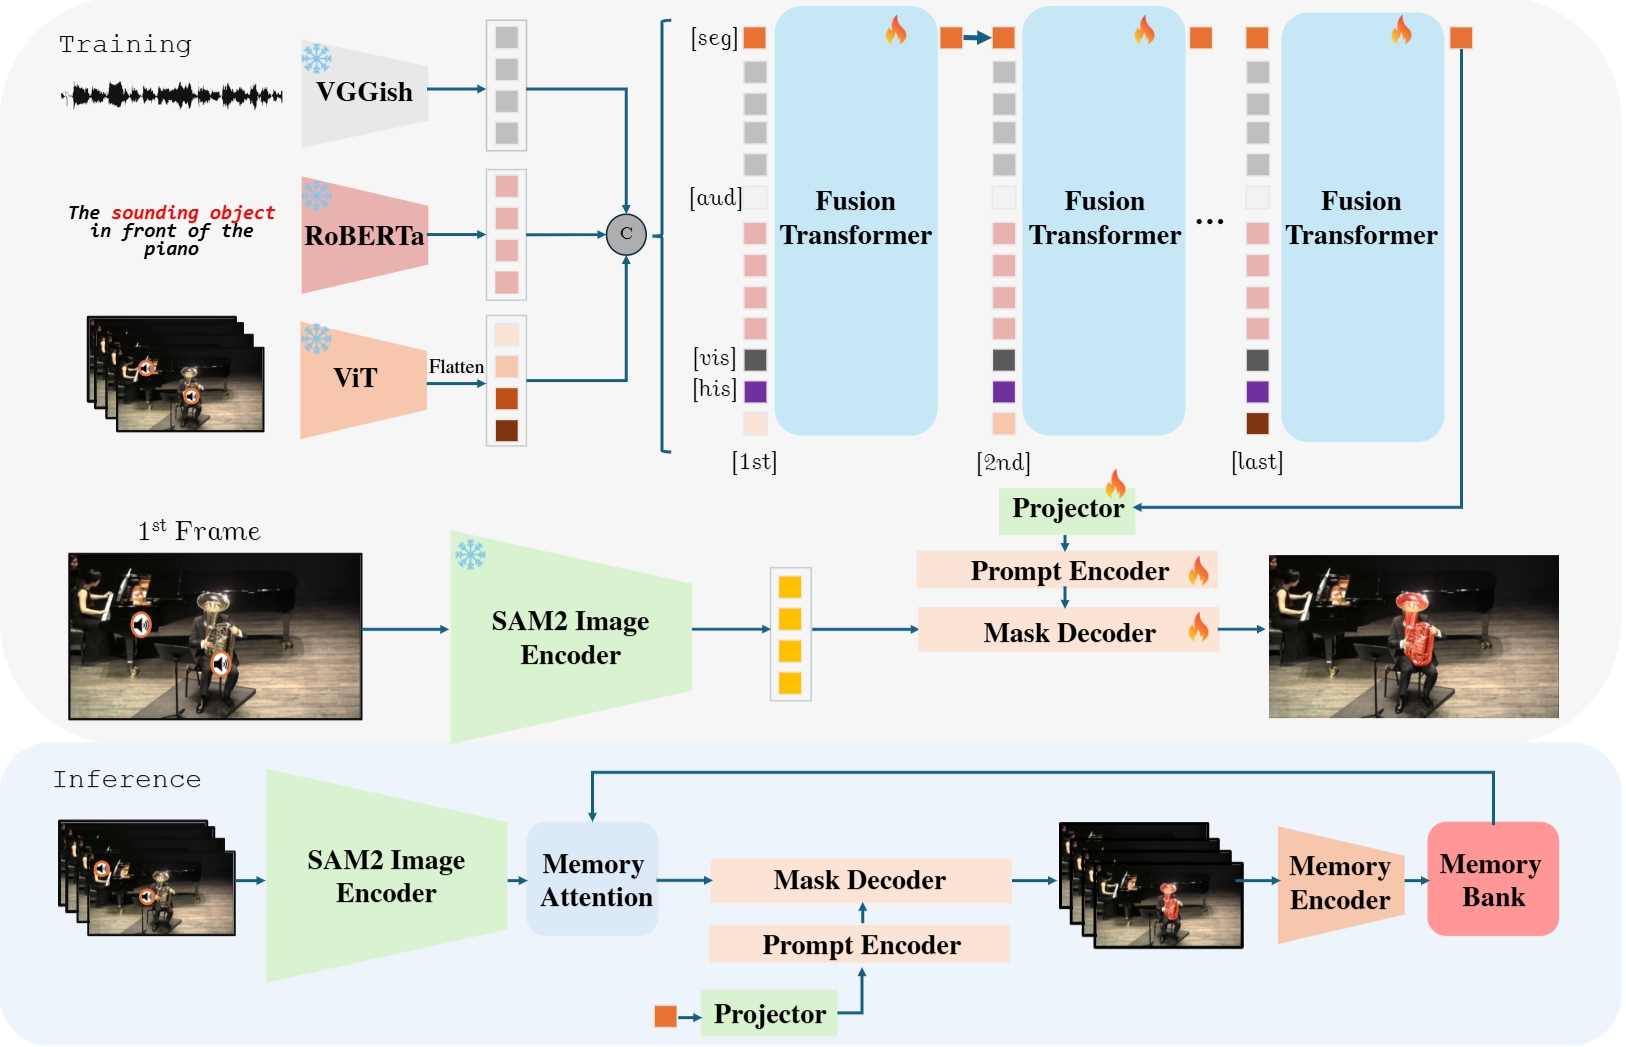 Training
VGGish
The sounding object
in front of the
piano
RoBERTa
ViT
Flatten
C
[seg]
[aud]
[vis]
[his]
Fusion
Transformer
Fusion
Transformer
...
Fusion
Transformer
[1st]
[2nd]
[last]
Projector
1st Frame
SAM2 Image
Encoder
Prompt Encoder
Mask Decoder
Inference
SAM2 Image
Encoder
Memory
Attention
Mask Decoder
Prompt Encoder
Projector
Memory
Encoder
Memory
Bank